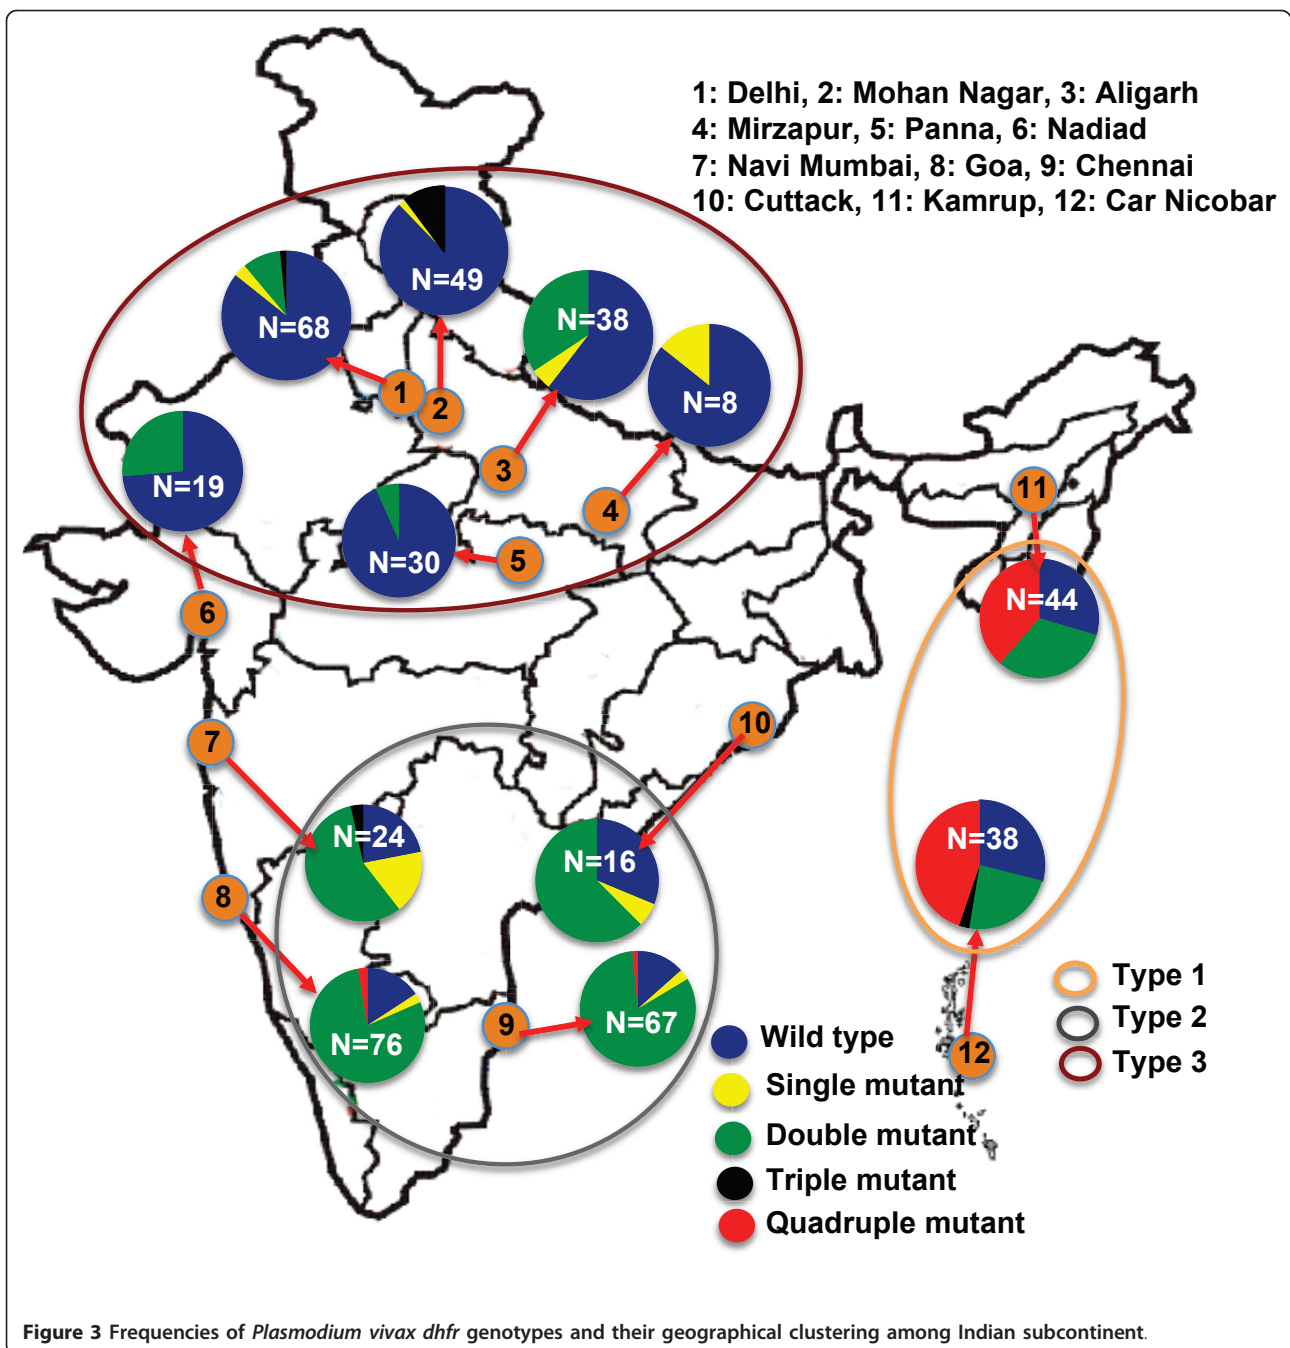 1: Delhi, 2: Mohan Nagar, 3: Aligarh
4: Mirzapur, 5: Panna, 6: Nadiad
7: Navi Mumbai, 8: Goa, 9: Chennai
10: Cuttack, 11: Kamrup, 12: Car Nicobar
N=49
N=68
N=38
N=8
1
2
3
N=19
4
11
N=30
5
6
N=44
7
10
N=24
N=16
N=38
8
N=76
9
N=67
12
Type 1
Type 2
Type 3
Wild type
Single mutant
Double mutant
Triple mutant
Quadruple mutant
Figure 3 Frequencies of Plasmodium vivax dhfr genotypes and their geographical clustering among Indian subcontinent.